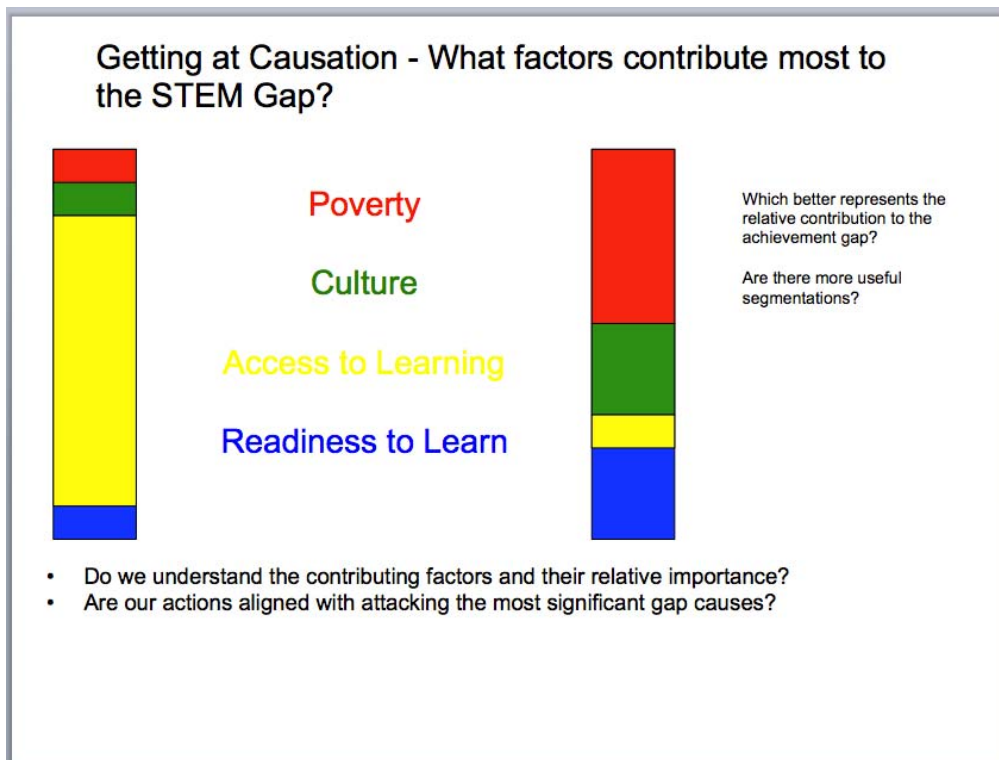 Getting at Causation - What factors contribute most to
the STEM Gap?
Poverty
Culture
Access to Learning
Readiness to Learn
Which better represents the
relative contribution to the
achievement gap?
Are there more useful
segmentations?
• Do we understand the contributing factors and their relative importance?
• Are our actions aligned with attacking the most significant gap causes?